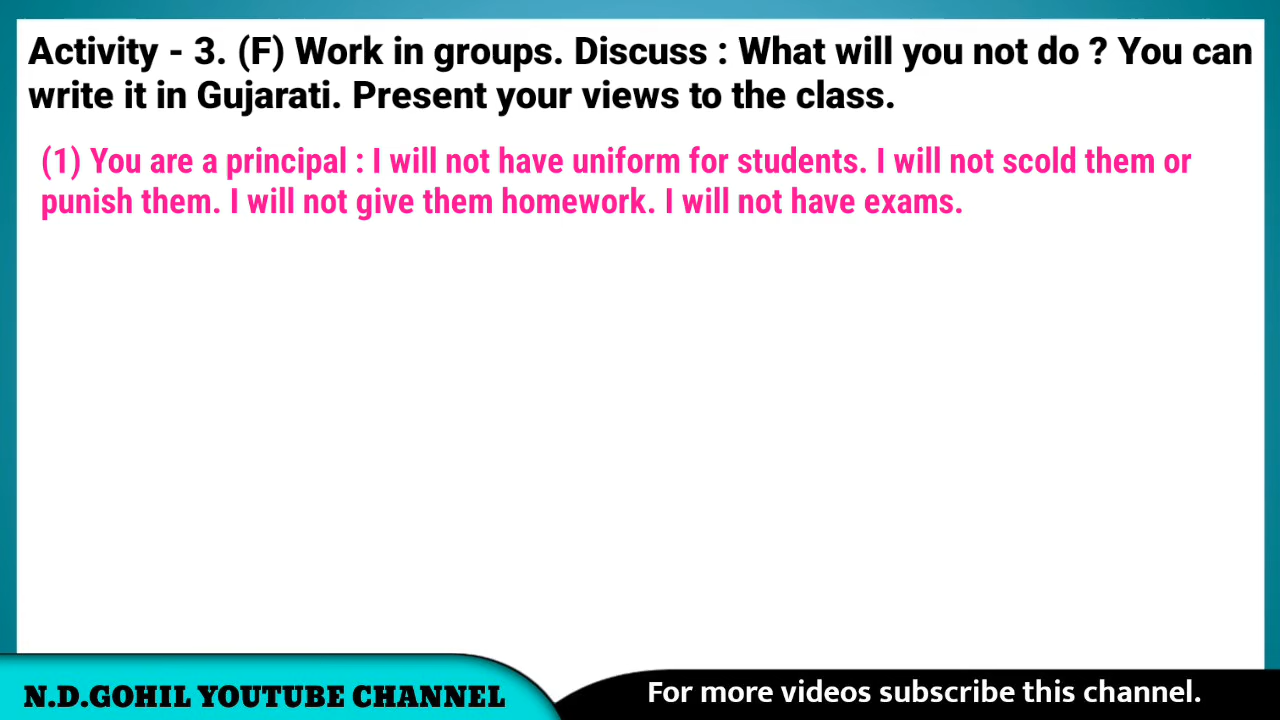 Activity - 3. (F) Work in groups. Discuss : What will you not do ? You can
write it in Gujarati. Present your views to the class.
(1) You are a principal : I will not have uniform for students. I will not scold them or
punish them. I will not give them homework. I will not have exams.
N.D.GOHIL YOUTUBE CHANNEL
For more videos subscribe this channel.